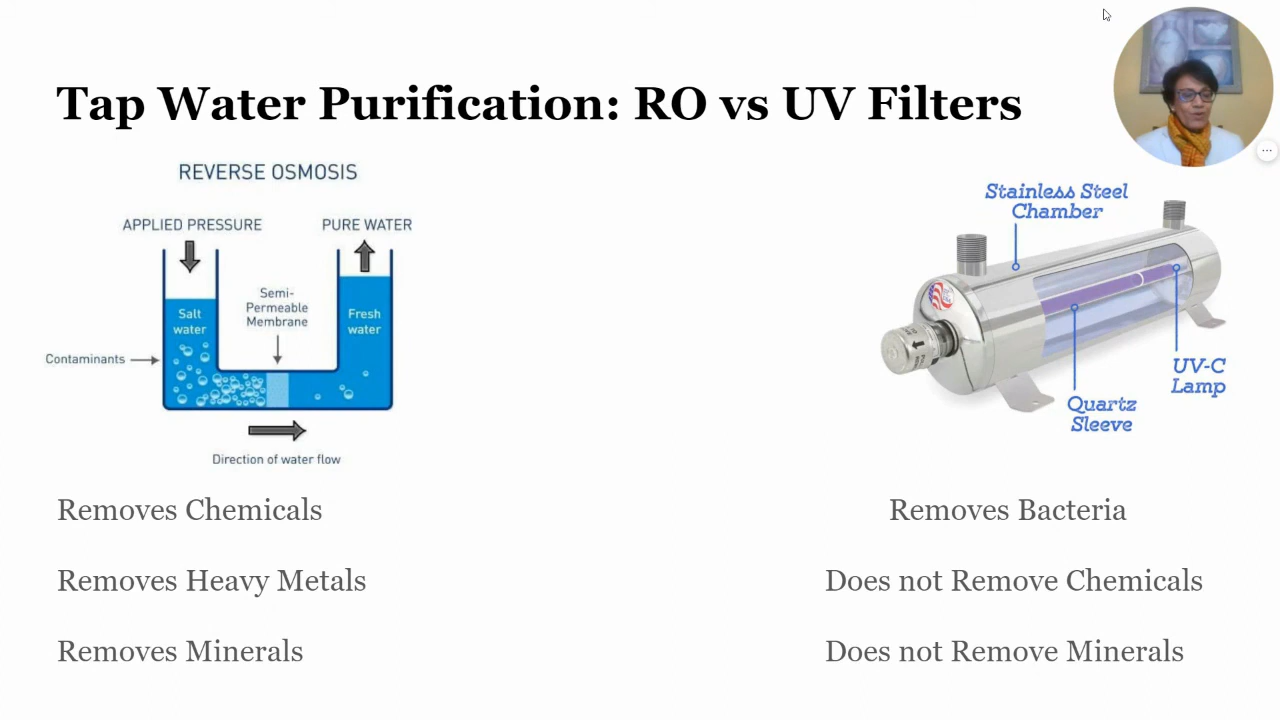 Tap Water Purification: RO vs UV Filters
REVERSE OSMOSIS
APPLIED PRESSURE
PURE WATER
Salt
water
Semi-
Permeable
Membrane
Fresh
water
Contaminants
Direction of water flow
Stainless Steel
Chamber
UV-C
Lamp
Quartz
Sleeve
Removes Chemicals
Removes Heavy Metals
Removes Minerals
Removes Bacteria
Does not Remove Chemicals
Does not Remove Minerals